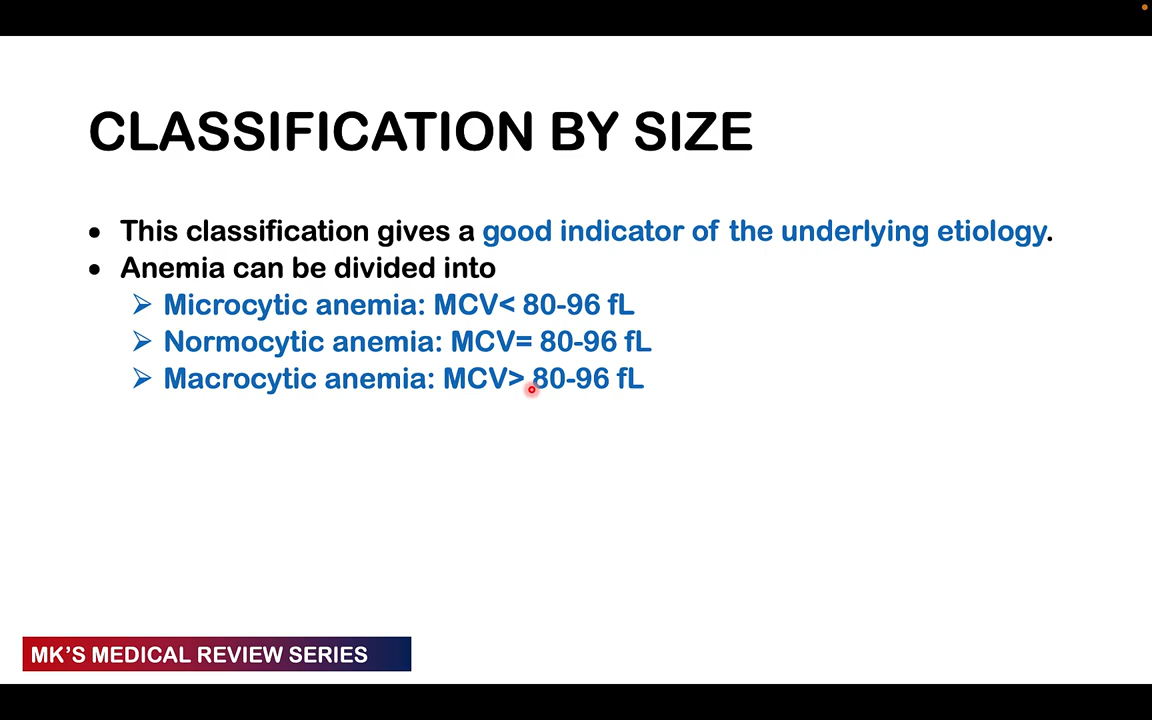 CLASSIFICATION BY SIZE
• This classification gives a good indicator of the underlying etiology.
• Anemia can be divided into
➢ Microcytic anemia: MCV< 80-96 fL
➢ Normocytic anemia: MCV= 80-96 fL
➢ Macrocytic anemia: MCV> 80-96 fL
MK'S MEDICAL REVIEW SERIES